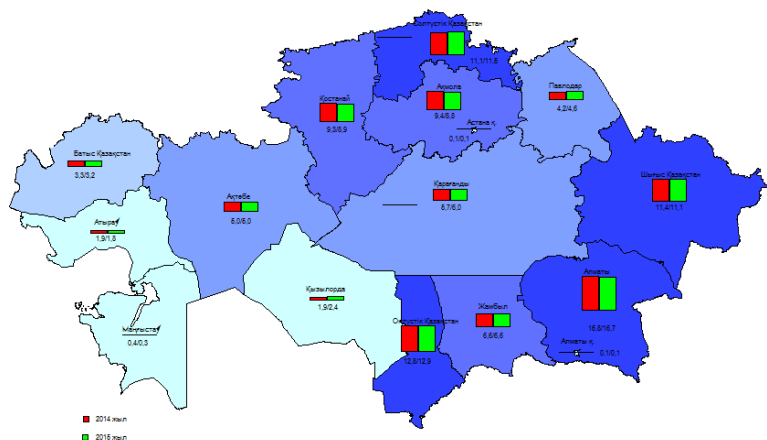 Солтүстік Қазақстан
11,1/11,6
Қостанай
9,3/8,9
Ақмола
9,4/8,8
Астана қ.
0,1/0,1
Павлодар
4,2/4,6
Батыс Қазақстан
3,3/3,2
Ақтөбе
6,0/6,0
Қарағанды
6,7/6,0
Шығыс Қазақстан
11,4/11,1
Атырау
1,9/1,8
Қызылорда
1,9/2,4
Маңғыстау
0,4/0,3
Оңтүстік Қазақстан
12,8/12,9
Жамбыл
6,6/6,6
Алматы
16,8/16,7
Алматы қ.
0,1/0,1
2014 жыл
2015 жыл